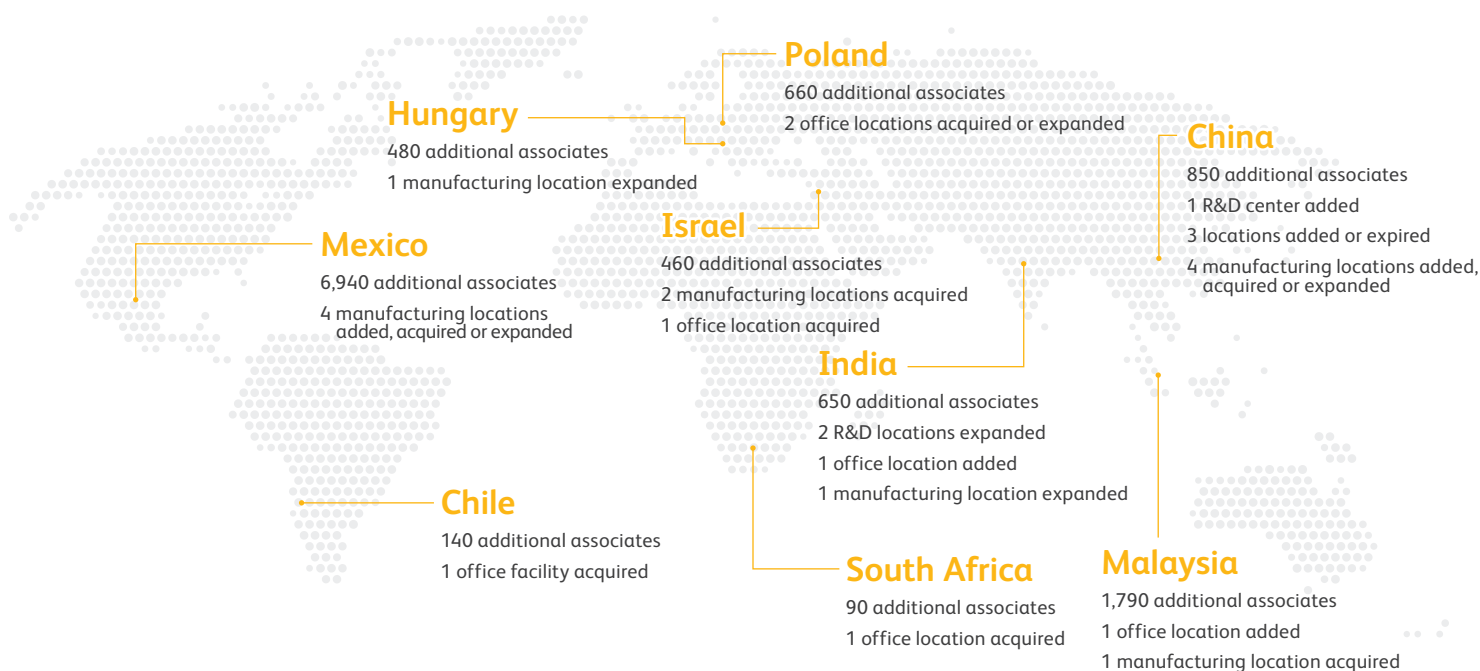 Poland
660 additional associates
2 office locations acquired or expanded
Hungary
480 additional associates
1 manufacturing location expanded
China
850 additional associates
1 R&D center added
3 locations added or expired
4 manufacturing locations added,
acquired or expanded
Israel
460 additional associates
2 manufacturing locations acquired
1 office location acquired
Mexico
6,940 additional associates
4 manufacturing locations
added, acquired or expanded
India
650 additional associates
2 R&D locations expanded
1 office location added
1 manufacturing location expanded
Chile
140 additional associates
1 office facility acquired
South Africa
90 additional associates
1 office location acquired
Malaysia
1,790 additional associates
1 office location added
1 manufacturing location acquired